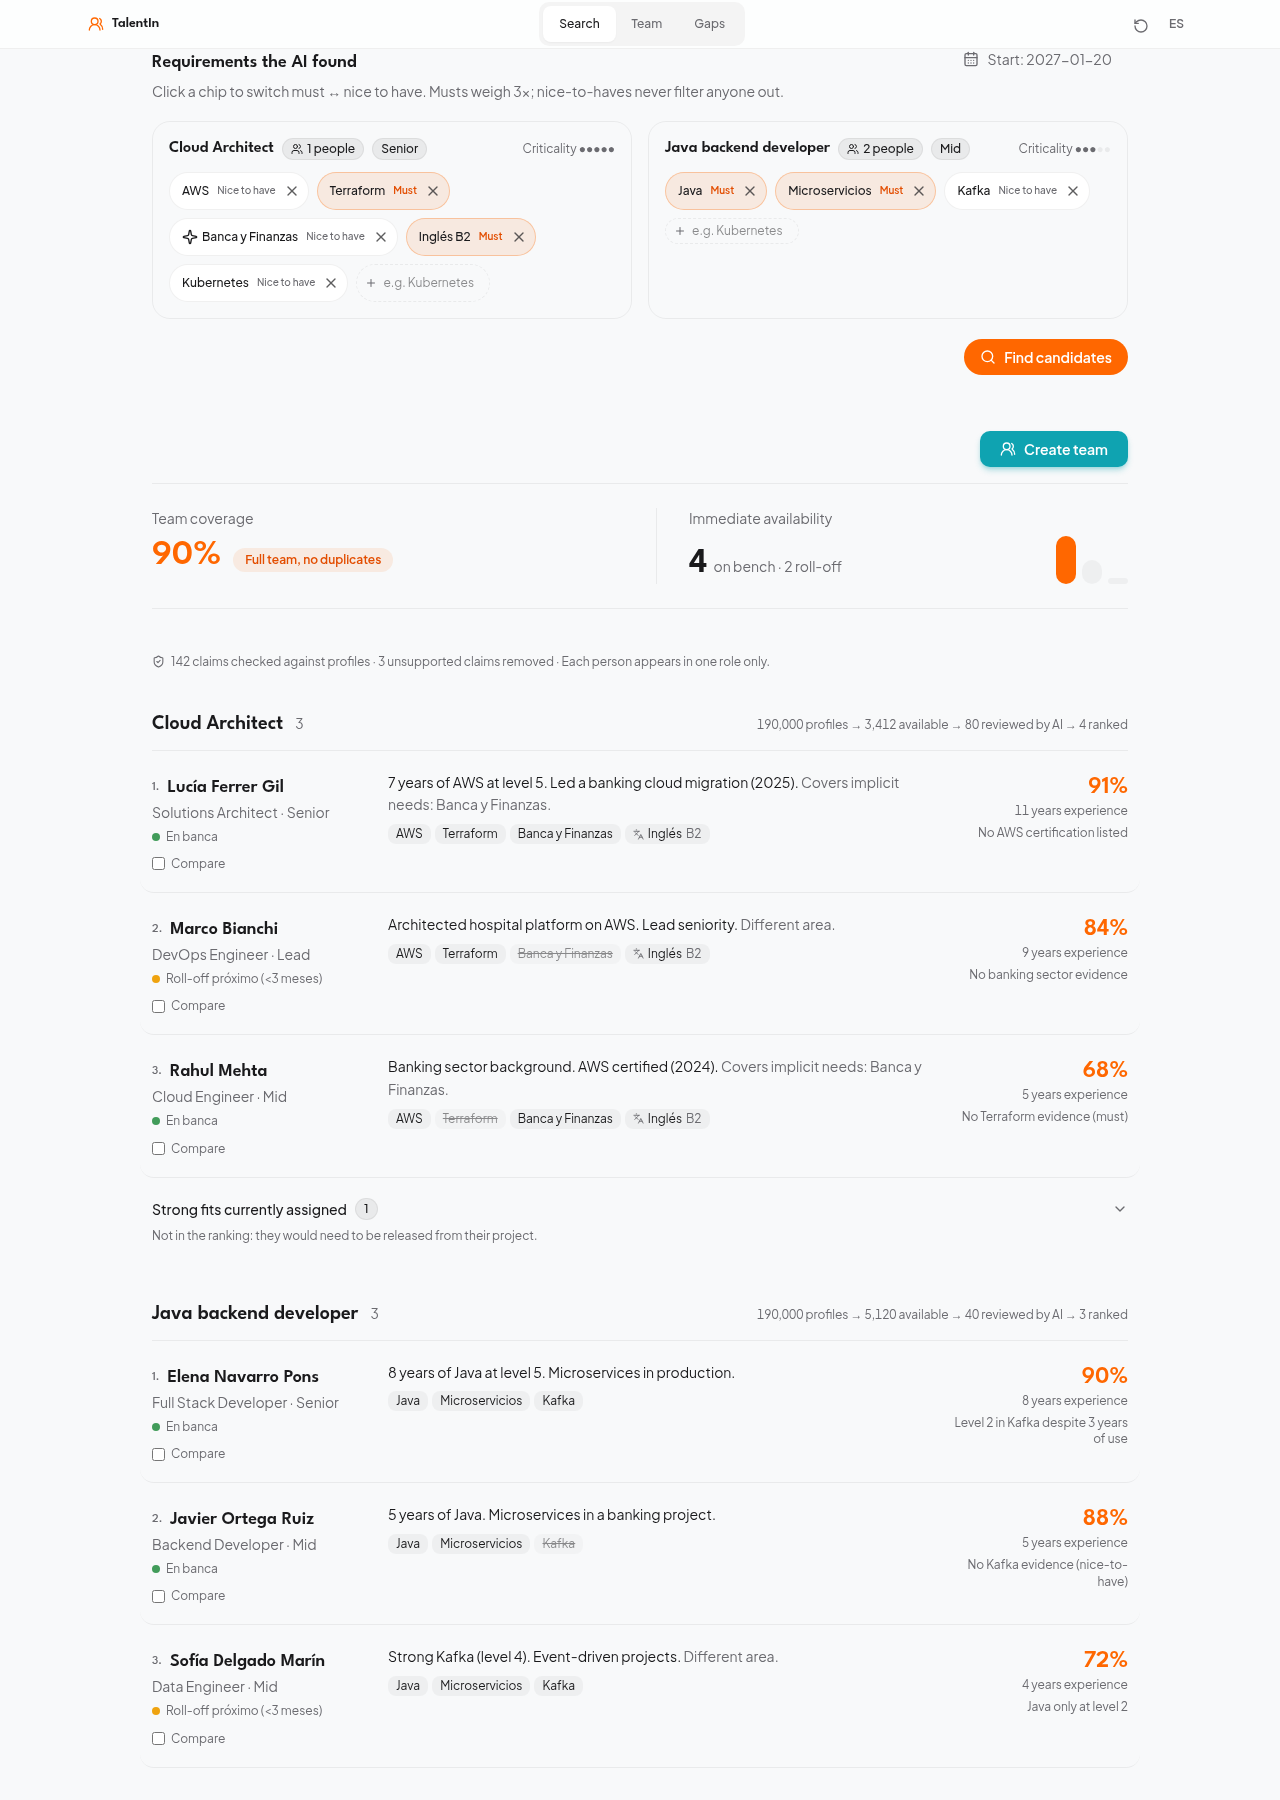 TalentIn
Search
Team
Gaps
ES
Requirements the AI found
Start: 2027-01-20
Click a chip to switch must ↔ nice to have. Musts weigh 3×; nice-to-haves never filter anyone out.
Cloud Architect
1 people
Senior
Criticality ●●●●●
AWS Nice to have
Terraform Must
Banca y Finanzas Nice to have
Inglés B2 Must
Kubernetes Nice to have
+ e.g. Kubernetes
Java backend developer
2 people
Mid
Criticality ●●●●●
Java Must
Microservicios Must
Kafka Nice to have
+ e.g. Kubernetes
Find candidates
Create team
Team coverage
90% Full team, no duplicates
Immediate availability
4 on bench · 2 roll-off
142 claims checked against profiles · 3 unsupported claims removed · Each person appears in one role only.
Cloud Architect 3
190,000 profiles → 3,412 available → 80 reviewed by AI → 4 ranked
1. Lucía Ferrer Gil
Solutions Architect · Senior
En banca
Compare
7 years of AWS at level 5. Led a banking cloud migration (2025). Covers implicit
needs: Banca y Finanzas.
AWS Terraform Banca y Finanzas Inglés B2
91%
11 years experience
No AWS certification listed
2. Marco Bianchi
DevOps Engineer · Lead
Roll-off próximo (<3 meses)
Compare
Architected hospital platform on AWS. Lead seniority. Different area.
AWS Terraform Banca y Finanzas Inglés B2
84%
9 years experience
No banking sector evidence
3. Rahul Mehta
Cloud Engineer · Mid
En banca
Compare
Banking sector background. AWS certified (2024). Covers implicit needs: Banca y
Finanzas.
AWS Terraform Banca y Finanzas Inglés B2
68%
5 years experience
No Terraform evidence (must)
Strong fits currently assigned 1
Not in the ranking: they would need to be released from their project.
Java backend developer 3
190,000 profiles → 5,120 available → 40 reviewed by AI → 3 ranked
1. Elena Navarro Pons
Full Stack Developer · Senior
En banca
Compare
8 years of Java at level 5. Microservices in production.
Java Microservicios Kafka
90%
8 years experience
Level 2 in Kafka despite 3 years
of use
2. Javier Ortega Ruiz
Backend Developer · Mid
En banca
Compare
5 years of Java. Microservices in a banking project.
Java Microservicios Kafka
88%
5 years experience
No Kafka evidence (nice-to-
have)
3. Sofía Delgado Marín
Data Engineer · Mid
Roll-off próximo (<3 meses)
Compare
Strong Kafka (level 4). Event-driven projects. Different area.
Java Microservicios Kafka
72%
4 years experience
Java only at level 2